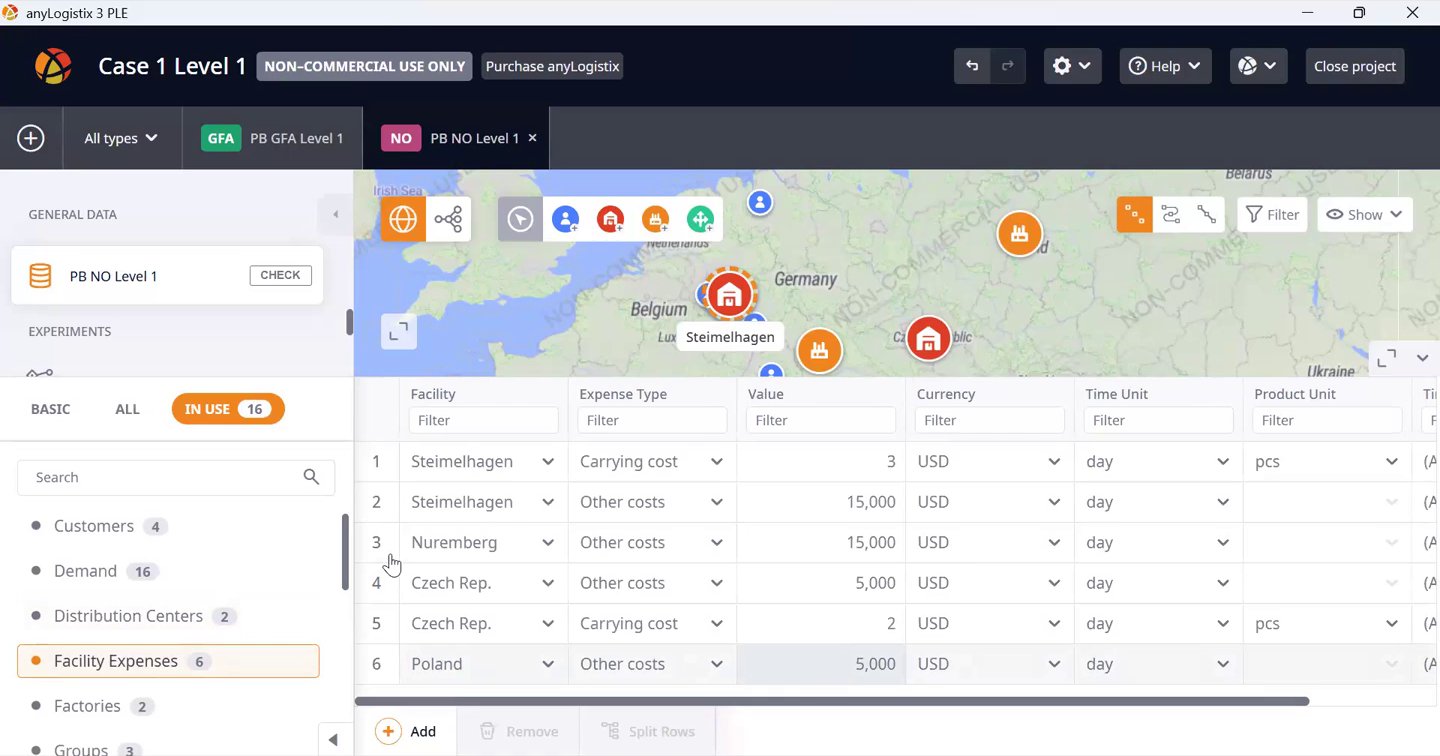 anyLogistix 3 PLE
Case 1 Level 1
NON-COMMERCIAL USE ONLY
Purchase anyLogistix
Help
Close project
All types
GFA PB GFA Level 1
NO PB NO Level 1
GENERAL DATA
PB NO Level 1
CHECK
EXPERIMENTS
Irish Sea
Belarus
Filter
Show
Netherlands
Germany
Belgium
Steimelhagen
Ukraine
NON-COMMERCIAL USE
BASIC
ALL
IN USE 16
Search
Customers 4
Demand 16
Distribution Centers 2
Facility Expenses 6
Factories 2
Groups 3
Facility Expense Type Value Currency Time Unit Product Unit
Filter Filter Filter Filter Filter Filter
1 Steimelhagen Carrying cost 3 USD day pcs
2 Steimelhagen Other costs 15,000 USD day
3 Nuremberg Other costs 15,000 USD day
4 Czech Rep. Other costs 5,000 USD day
5 Czech Rep. Carrying cost 2 USD day pcs
6 Poland Other costs 5,000 USD day
Add
Remove
Split Rows